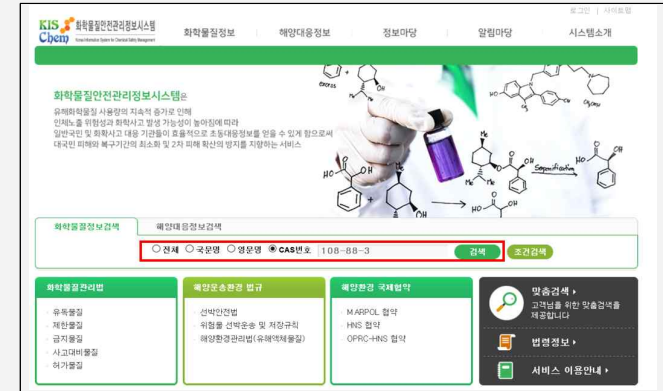 로그인 | 사이트맵
KIS Chem 화학물질안전관리정보시스템
화학물질정보 해양대응정보 정보마당 알림마당 시스템소개
화학물질안전관리정보시스템은
유해화학물질 사용량의 지속적 증가로 인해
인체노출 위험성과 화학사고 발생 가능성이 높아짐에 따라
일반국민 및 화학사고 대응 기관들이 효율적으로 초동대응정보를 얻을 수 있게 함으로써
대국민 피해와 복구기간의 최소화 및 2차 피해 확산의 방지를 지향하는 서비스
화학물질정보검색 해양대응정보검색
전체 국문명 영문명 CAS번호 108-88-3 검색 조건검색
화학물질관리법
유독물질
제한물질
금지물질
사고대비물질
허가물질
해양운송환경 법규
선박안전법
위험물 선박운송 및 저장규칙
해양환경관리법(유해액체물질)
해양환경 국제협약
MARPOL 협약
HNS 협약
OPRC-HNS 협약
맞춤검색
고객님을 위한 맞춤검색을
제공합니다
법령정보
서비스 이용안내